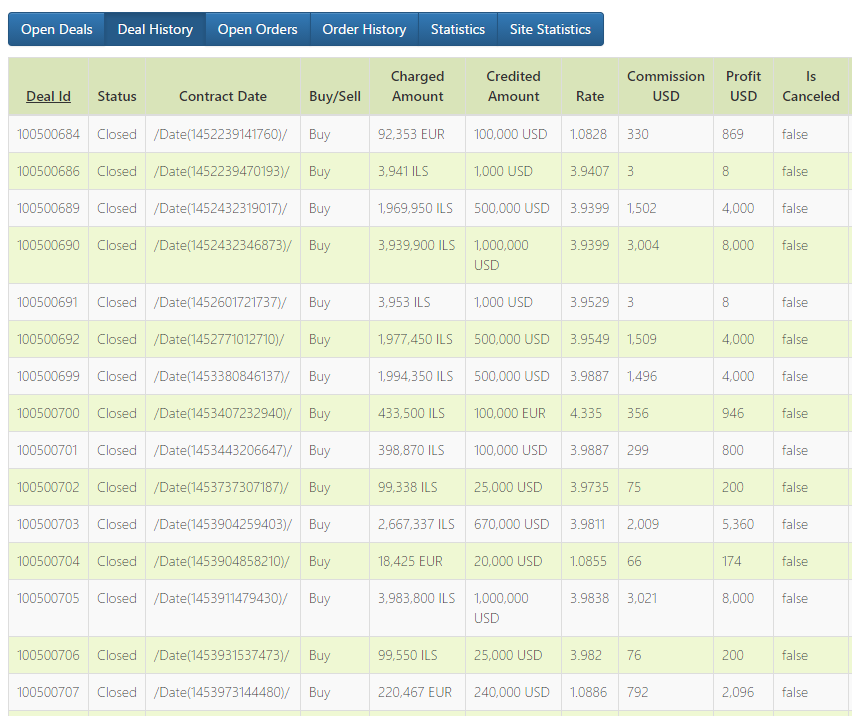 Open Deals Deal History Open Orders Order History Statistics Site Statistics
Charged Credited Commission Profit Is
Deal Id Status Contract Date Buy/Sell Amount Amount Rate USD USD Canceled
100500684 Closed /Date(1452239141760)/ Buy 92,353 EUR 100,000 USD 1.0828 330 869 false
100500686 Closed /Date(1452239470193)/ Buy 3,941 ILS 1,000 USD 3.9407 3 8 false
100500689 Closed /Date(1452432319017)/ Buy 1,969,950 ILS 500,000 USD 3.9399 1,502 4,000 false
100500690 Closed /Date(1452432346873)/ Buy 3,939,900 ILS 1,000,000 3.9399 3,004 8,000 false
USD
100500691 Closed /Date(1452601721737)/ Buy 3,953 ILS 1,000 USD 3.9529 3 8 false
100500692 Closed /Date(1452771012710)/ Buy 1,977,450 ILS 500,000 USD 3.9549 1,509 4,000 false
100500699 Closed /Date(1453380846137)/ Buy 1,994,350 ILS 500,000 USD 3.9887 1,496 4,000 false
100500700 Closed /Date(1453407232940)/ Buy 433,500 ILS 100,000 EUR 4.335 356 946 false
100500701 Closed /Date(1453443206647)/ Buy 398,870 ILS 100,000 USD 3.9887 299 800 false
100500702 Closed /Date(1453737307187)/ Buy 99,338 ILS 25,000 USD 3.9735 75 200 false
100500703 Closed /Date(1453904259403)/ Buy 2,667,337 ILS 670,000 USD 3.9811 2,009 5,360 false
100500704 Closed /Date(1453904858210)/ Buy 18,425 EUR 20,000 USD 1.0855 66 174 false
100500705 Closed /Date(1453911479430)/ Buy 3,983,800 ILS 1,000,000 3.9838 3,021 8,000 false
USD
100500706 Closed /Date(1453931537473)/ Buy 99,550 ILS 25,000 USD 3.982 76 200 false
100500707 Closed /Date(1453973144480)/ Buy 220,467 EUR 240,000 USD 1.0886 792 2,096 false